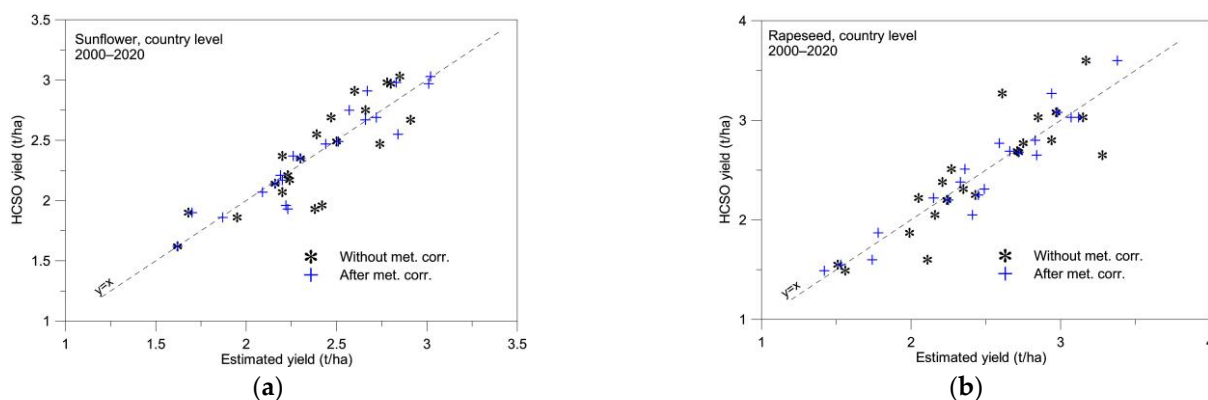 3.5
3
2.5
2
1.5
1
HCSO yield (t/ha)
Sunflower, country level
2000–2020
Without met. corr.
After met. corr.
y=x
1
1.5
2
2.5
3
3.5
Estimated yield (t/ha)
(a)
4
3
2
1
HCSO yield (t/ha)
Rapeseed, country level
2000–2020
Without met. corr.
After met. corr.
y=x
1
2
3
4
Estimated yield (t/ha)
(b)